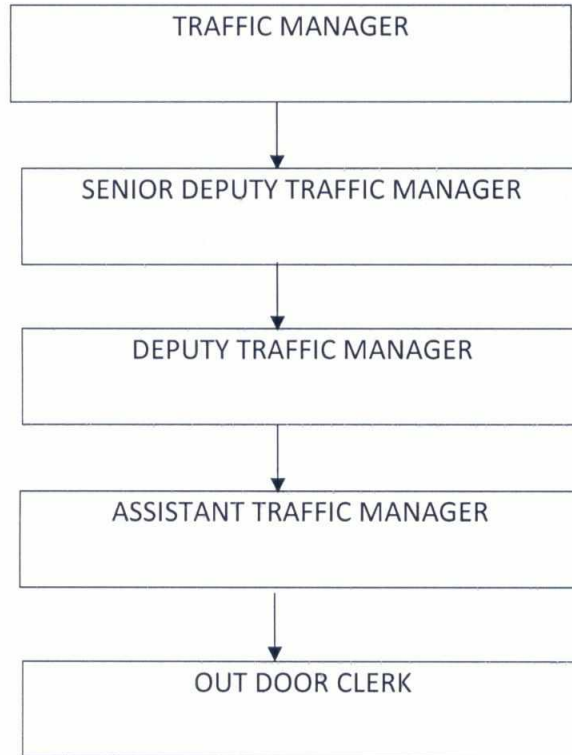 TRAFFIC MANAGER
SENIOR DEPUTY TRAFFIC MANAGER
DEPUTY TRAFFIC MANAGER
ASSISTANT TRAFFIC MANAGER
OUT DOOR CLERK